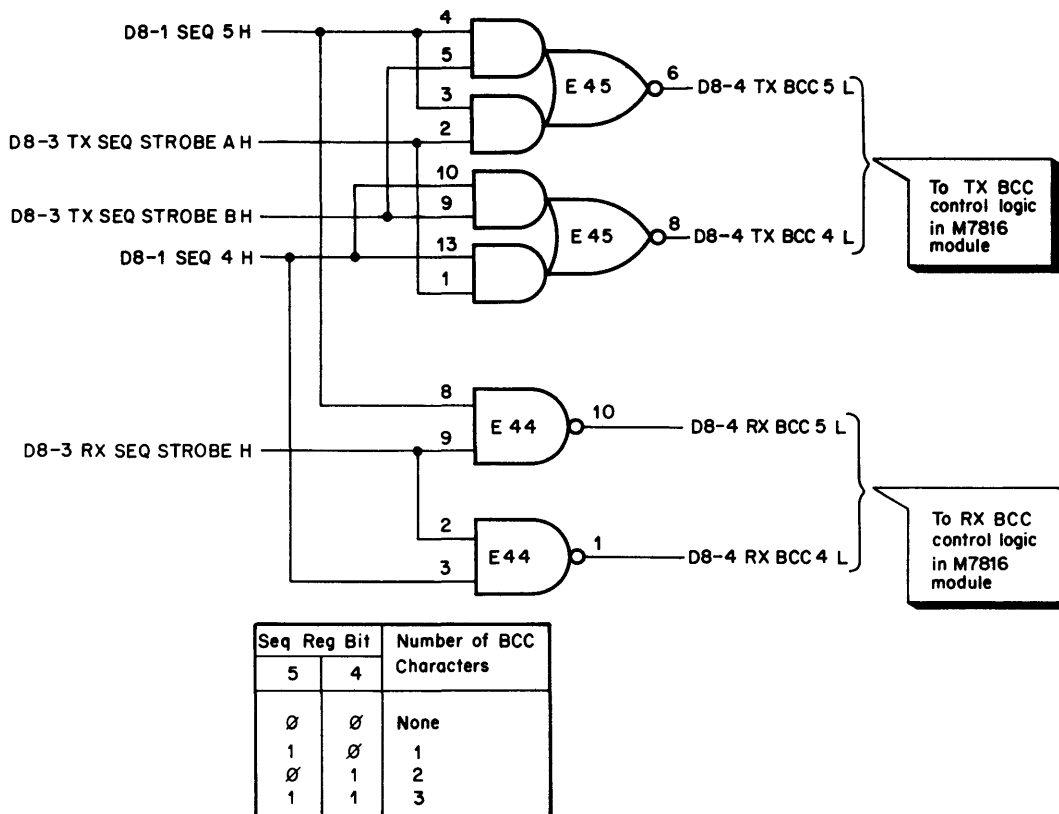 D8-1 SEQ 5 H
4
5
E 45
6
D8-4 TX BCC 5 L
3
D8-3 TX SEQ STROBE A H
2
10
D8-3 TX SEQ STROBE B H
9
E 45
8
D8-4 TX BCC 4 L
D8-1 SEQ 4 H
13
1
To TX BCC
control logic
in M7816
module
8
E 44
10
D8-4 RX BCC 5 L
D8-3 RX SEQ STROBE H
9
2
E 44
1
D8-4 RX BCC 4 L
3
To RX BCC
control logic
in M7816
module
Seq Reg Bit Number of BCC
5 4 Characters
Ø Ø None
1 Ø 1
Ø 1 2
1 1 3